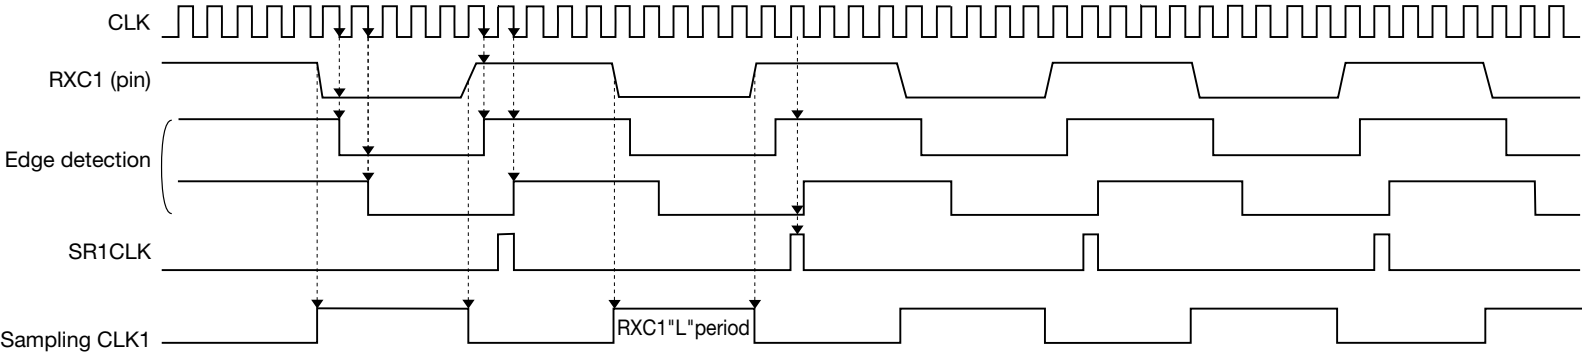 CLK
RXC1 (pin)
Edge detection
SR1CLK
RXC1"L"period
Sampling CLK1